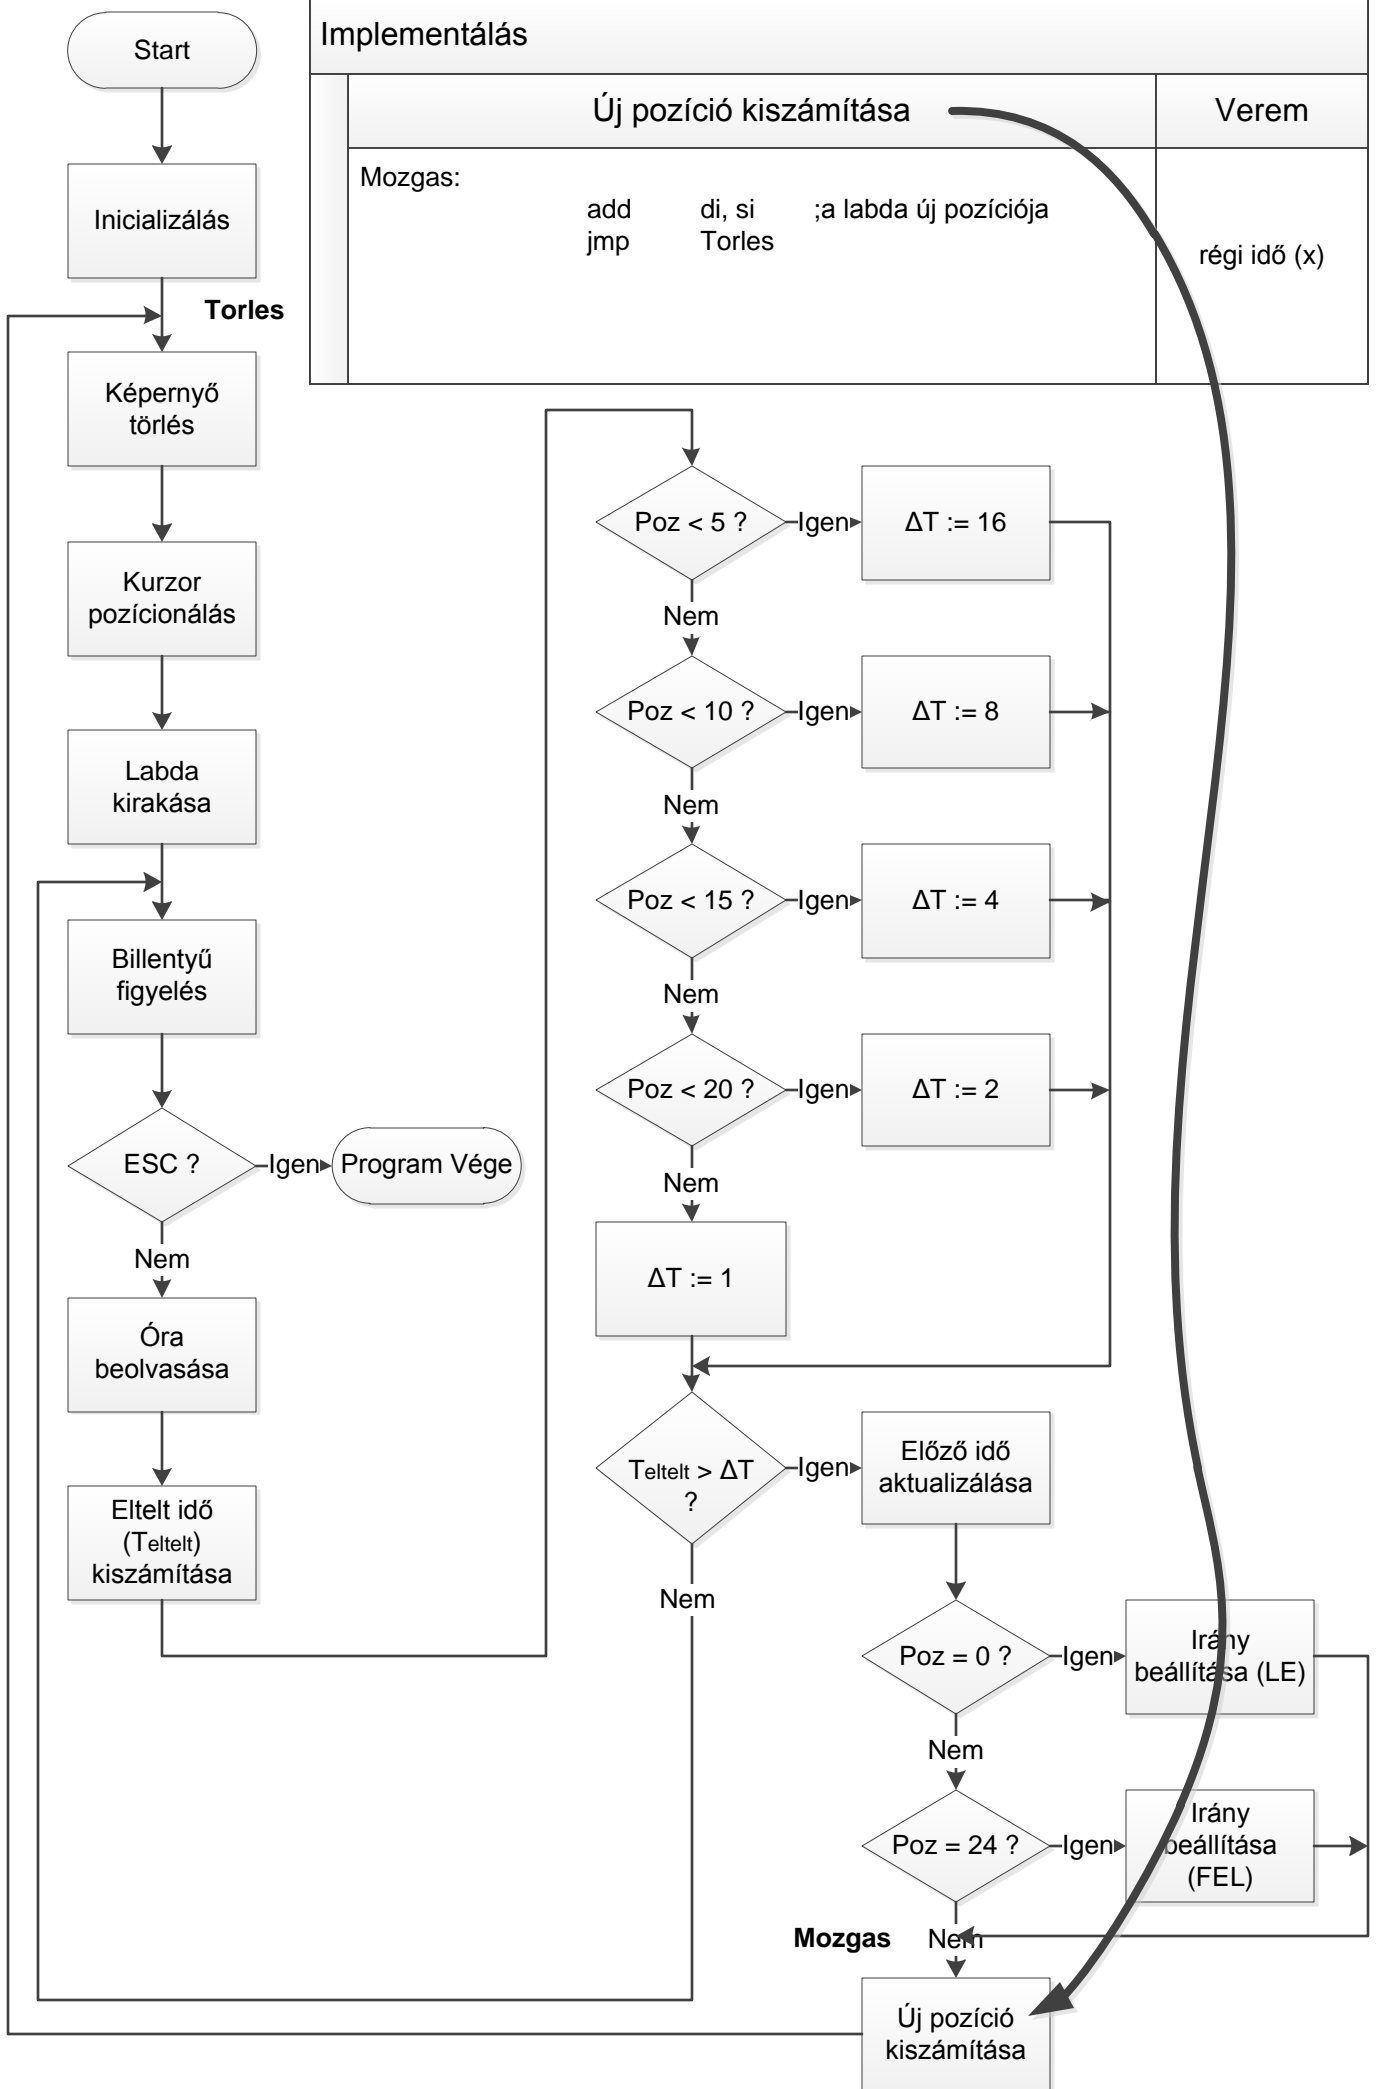 Start
Implementálás
Új pozíció kiszámítása
Verem
Mozgas:
add di, si ;a labda új pozíciója
jmp Torles
régi idő (x)
Inicializálás
Torles
Képernyő
törlés
Kurzor
pozícionálás
Labda
kirakása
Billentyű
figyelés
ESC ?
Igen
Program Vége
Nem
Óra
beolvasása
Eltelt idő
(Teltelt)
kiszámítása
Poz < 5 ?
Igen
ΔT := 16
Nem
Poz < 10 ?
Igen
ΔT := 8
Nem
Poz < 15 ?
Igen
ΔT := 4
Nem
Poz < 20 ?
Igen
ΔT := 2
Nem
ΔT := 1
Teltelt > ΔT
?
Igen
Nem
Előző idő
aktualizálása
Poz = 0 ?
Igen
Irány
beállítása (LE)
Nem
Poz = 24 ?
Igen
Irány
beállítása
(FEL)
Mozgas
Nem
Új pozíció
kiszámítása